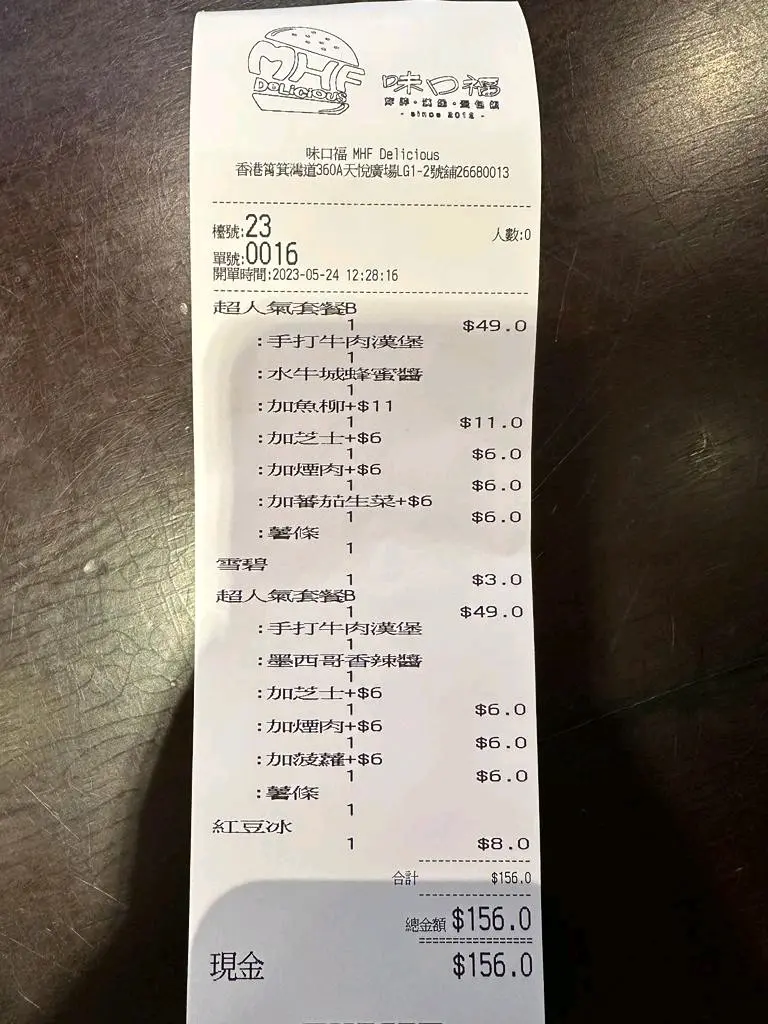 MHF
DELiCiOUS
味口福
- since 2012 -
味口福 MHF Delicious
香港筲箕灣道360A天悅廣場LG1-2號舖26680013
檯號:23
人數:0
單號:0016
開單時間:2023-05-24 12:28:16
超人氣套餐B
1 $49.0
:手打牛肉漢堡
1
:水牛城蜂蜜醬
1
:加魚柳+$11
1 $11.0
:加芝士+$6
1 $6.0
:加煙肉+$6
1 $6.0
:加蕃茄生菜+$6
1 $6.0
:薯條
1
雪碧
1 $3.0
超人氣套餐B
1 $49.0
:手打牛肉漢堡
1
:墨西哥香辣醬
1
:加芝士+$6
1 $6.0
:加煙肉+$6
1 $6.0
:加菠蘿+$6
1 $6.0
:薯條
1
紅豆冰
1 $8.0
合計 $156.0
總金額 $156.0
現金 $156.0